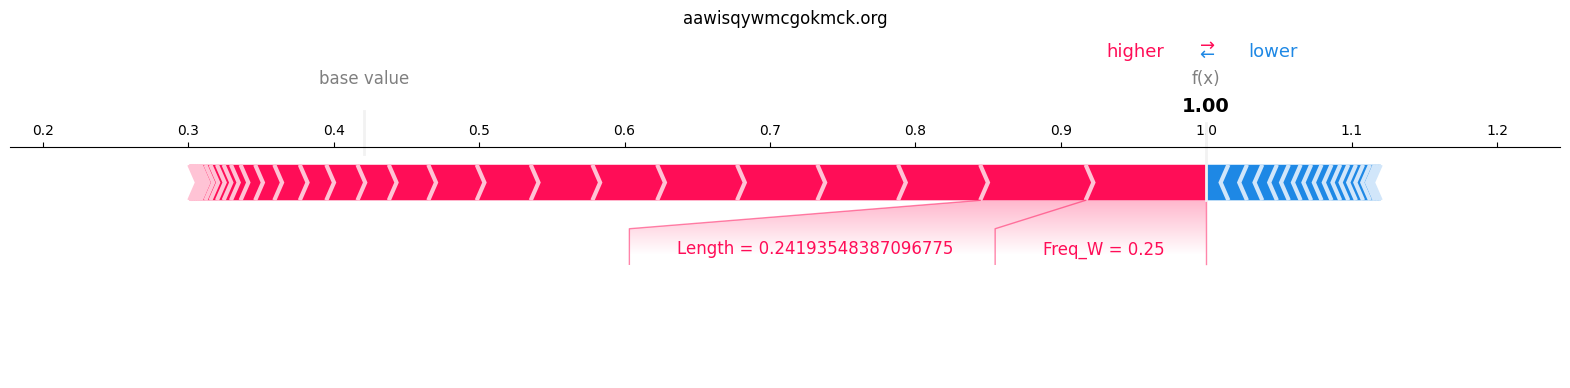 aawisqywmcgokmck.org
higher → ← lower
base value f(x)
1.00
0.2 0.3 0.4 0.5 0.6 0.7 0.8 0.9 1 0 1.1 1.2
Length = 0.24193548387096775 Freq_W = 0.25